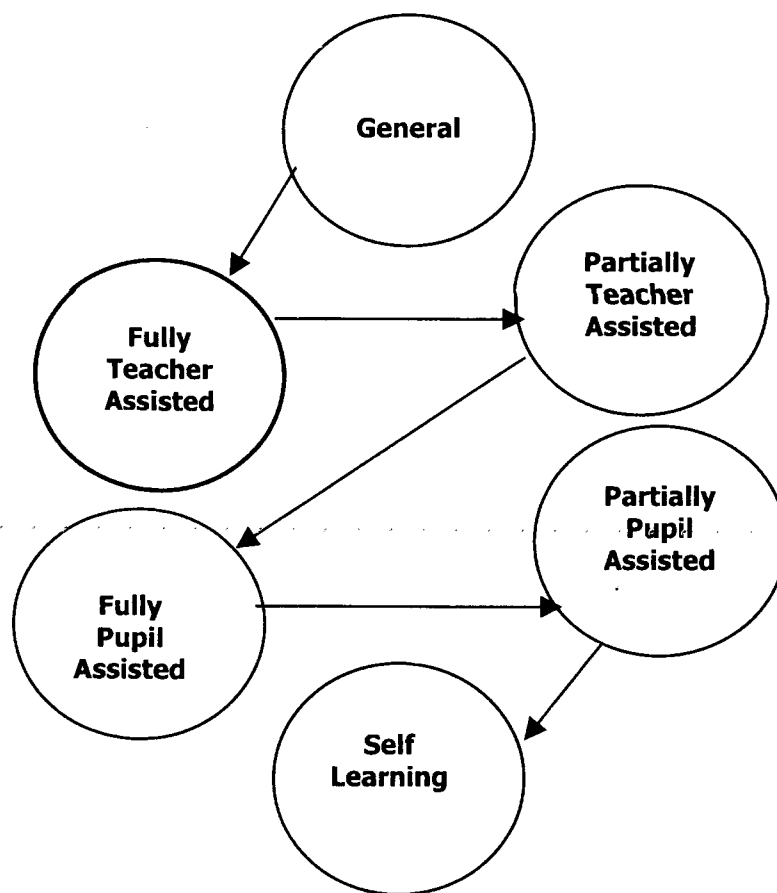 General
Partially
Teacher
Assisted
Fully
Teacher
Assisted
Partially
Pupil
Assisted
Fully
Pupil
Assisted
Self
Learning